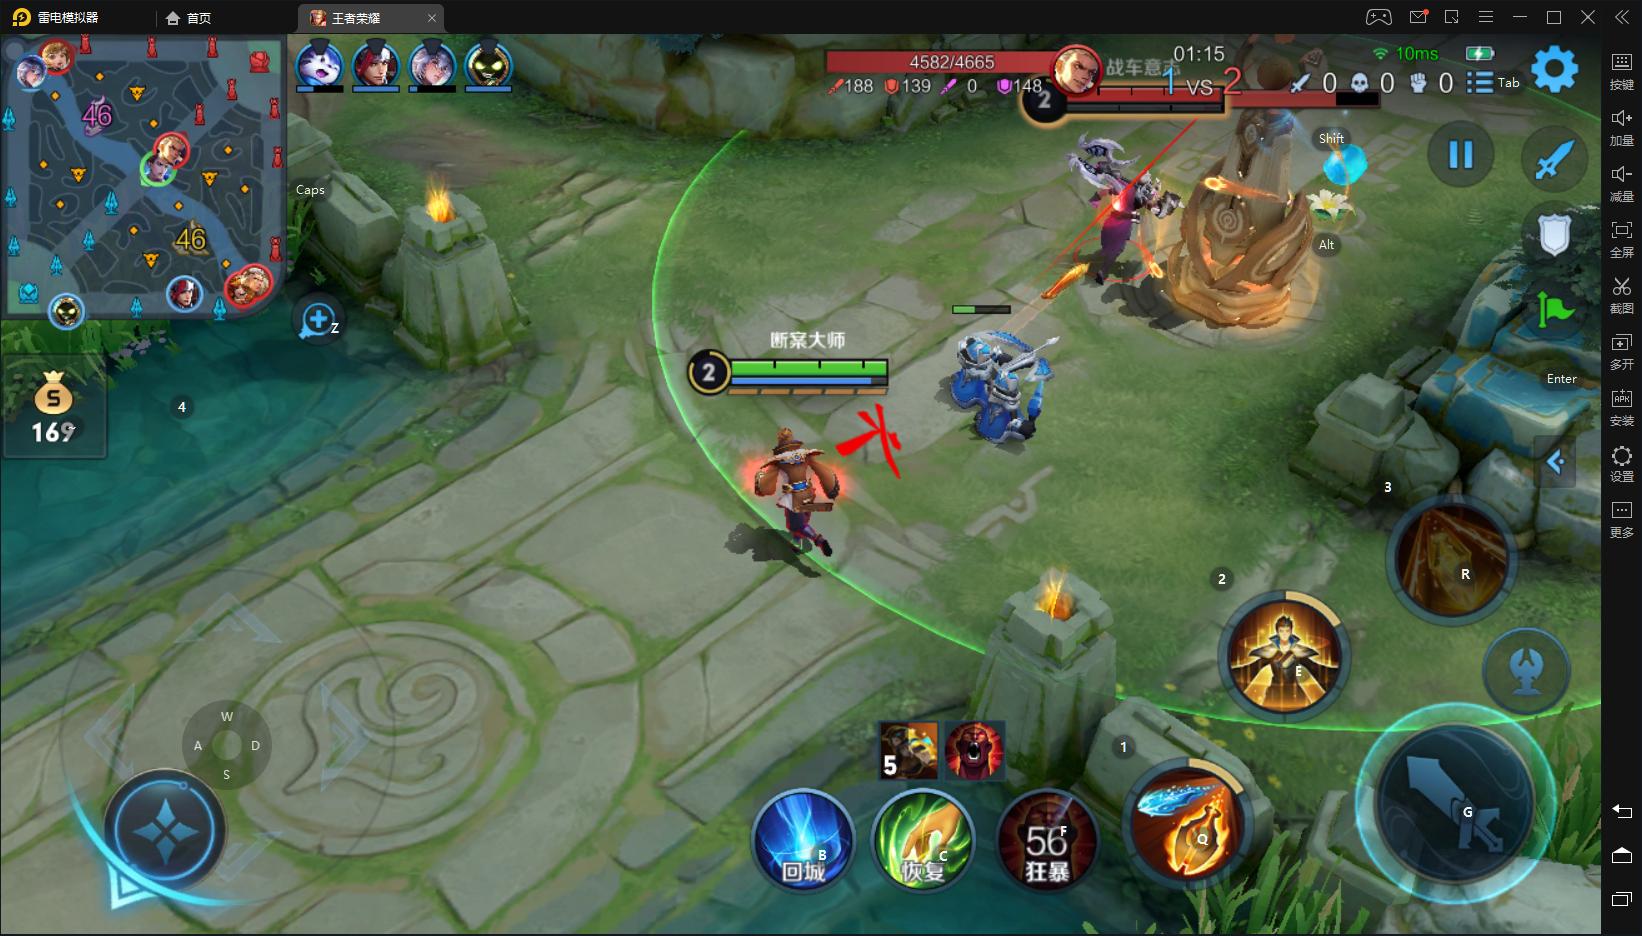 雷电模拟器
首页
王者荣耀
4582/4665
战车意志
01:15
10ms
188
139
0
148
2
1 VS 2
0
0
0
Tab
按键
加量
减量
全屏
截图
多开
安装
设置
更多
46
46
Caps
Shift
Alt
Z
Enter
169
4
断案大师
2
3
R
2
E
1
W
A
D
S
5
B
回城
C
恢复
56
F
狂暴
Q
G
APK